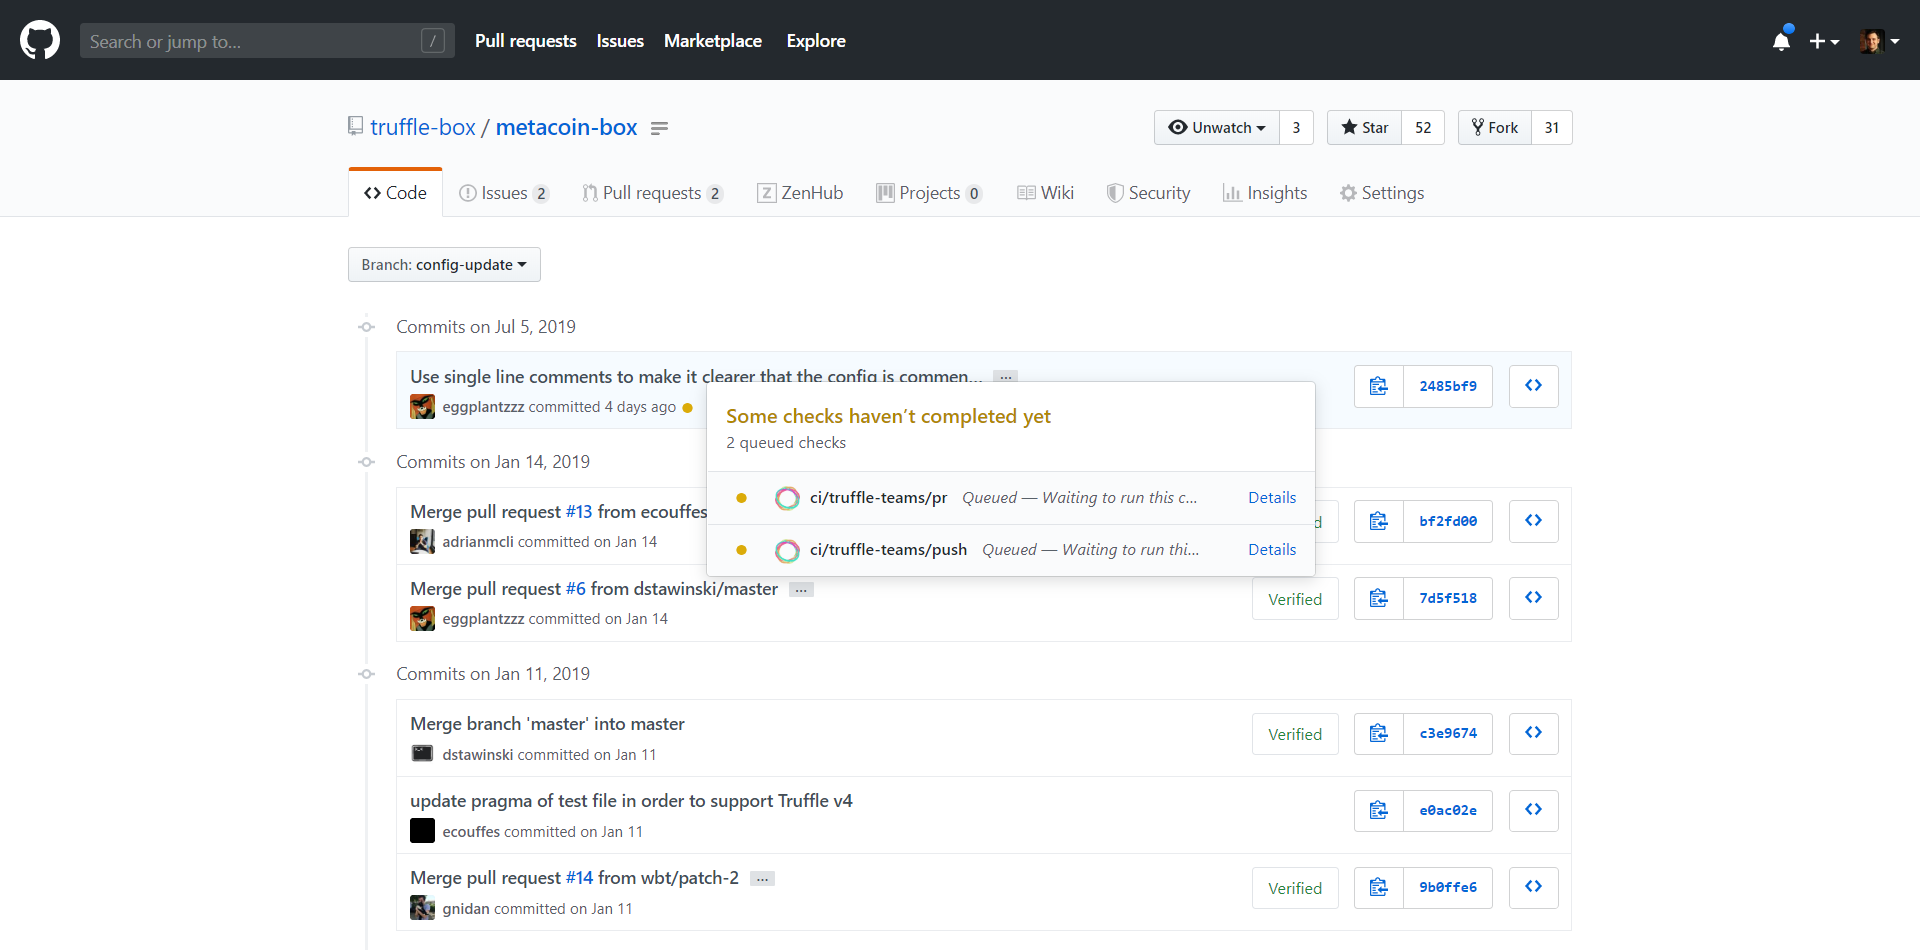 Search or jump to... /
Pull requests Issues Marketplace Explore
truffle-box / metacoin-box
Unwatch 3 Star 52 Fork 31
Code Issues 2 Pull requests 2 ZenHub Projects 0 Wiki Security Insights Settings
Branch: config-update
Commits on Jul 5, 2019
Use single line comments to make it clearer that the config is commen... ...
2485bf9
eggplantzzz committed 4 days ago
Some checks haven’t completed yet
2 queued checks
ci/truffle-teams/pr Queued — Waiting to run this c... Details
ci/truffle-teams/push Queued — Waiting to run thi... Details
Commits on Jan 14, 2019
Merge pull request #13 from ecouffes
bf2fd00
adrianmcli committed on Jan 14
Merge pull request #6 from dstawinski/master ...
Verified 7d5f518
eggplantzzz committed on Jan 14
Commits on Jan 11, 2019
Merge branch 'master' into master
Verified c3e9674
dstawinski committed on Jan 11
update pragma of test file in order to support Truffle v4
e0ac02e
ecouffes committed on Jan 11
Merge pull request #14 from wbt/patch-2 ...
Verified 9b0ffe6
gnidan committed on Jan 11